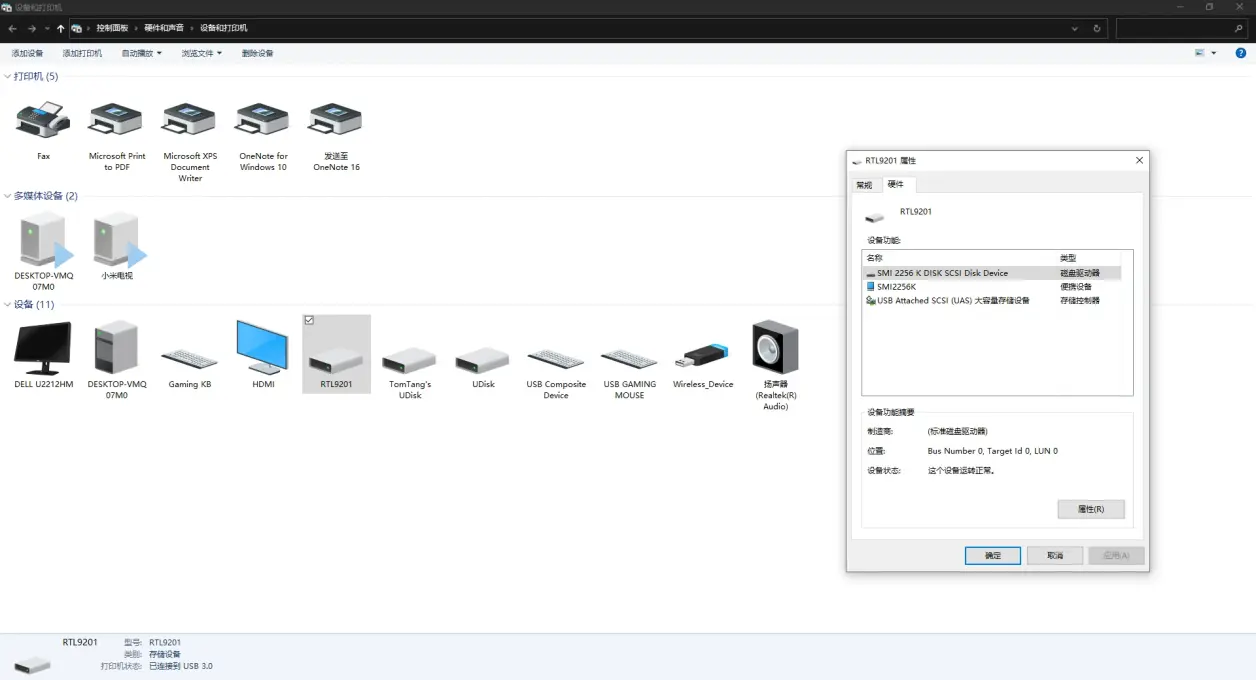 设备和打印机
控制面板 › 硬件和声音 › 设备和打印机
添加设备 添加打印机 自动播放 浏览文件 删除设备
打印机 (5)
Fax
Microsoft Print
to PDF
Microsoft XPS
Document
Writer
OneNote for
Windows 10
发送至
OneNote 16
多媒体设备 (2)
DESKTOP-VMQ
07M0
小米电视
设备 (11)
DELL U2212HM
DESKTOP-VMQ
07M0
Gaming KB
HDMI
RTL9201
TomTang's
UDisk
UDisk
USB Composite
Device
USB GAMING
MOUSE
Wireless_Device
扬声器
(Realtek(R)
Audio)
RTL9201 属性
常规 硬件
RTL9201
设备功能:
名称 类型
SMI 2256 K DISK SCSI Disk Device 磁盘驱动器
SMI2256K 便携设备
USB Attached SCSI (UAS) 大容量存储设备 存储控制器
设备功能摘要
制造商: (标准磁盘驱动器)
位置: Bus Number 0, Target Id 0, LUN 0
设备状态: 这个设备运转正常。
属性(R)
确定 取消 应用(A)
RTL9201 型号: RTL9201
类别: 存储设备
打印机状态: 已连接到 USB 3.0